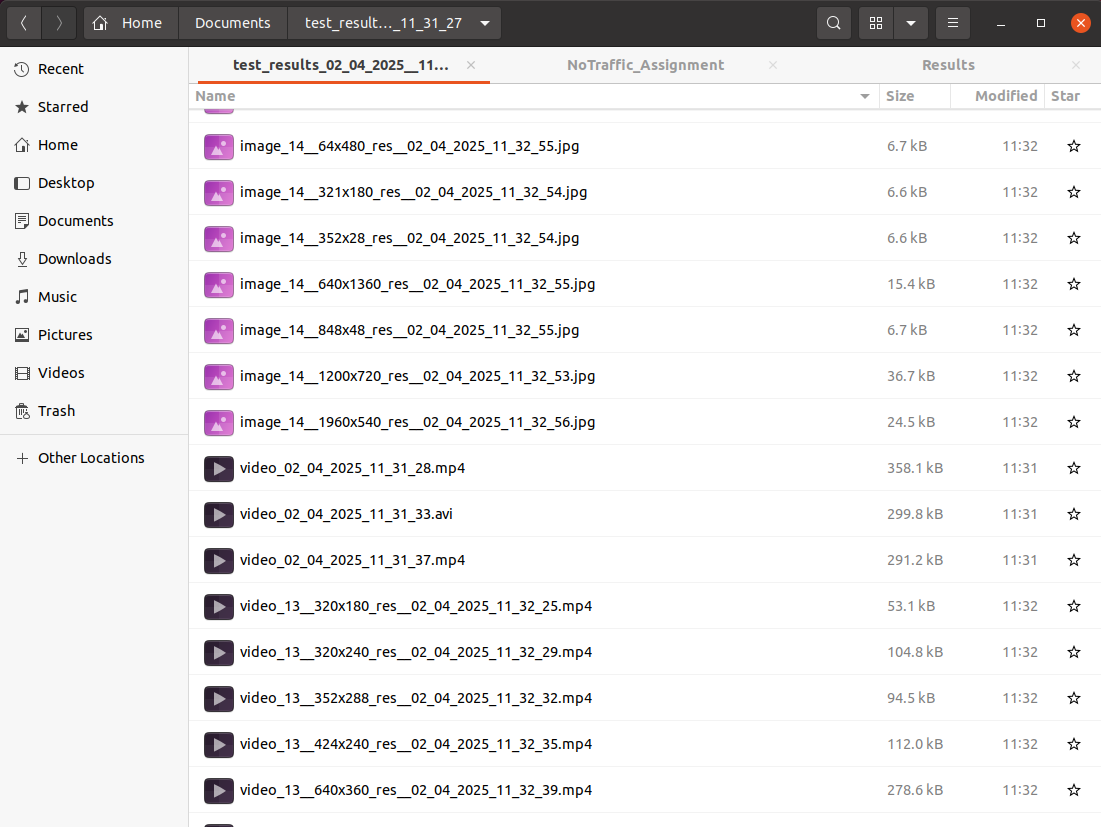 Home Documents test_result..._11_31_27
Recent
Starred
Home
Desktop
Documents
Downloads
Music
Pictures
Videos
Trash
Other Locations
test_results_02_04_2025__11... NoTraffic_Assignment Results
Name Size Modified Star
image_14__64x480_res__02_04_2025_11_32_55.jpg 6.7 kB 11:32
image_14__321x180_res__02_04_2025_11_32_54.jpg 6.6 kB 11:32
image_14__352x28_res__02_04_2025_11_32_54.jpg 6.6 kB 11:32
image_14__640x1360_res__02_04_2025_11_32_55.jpg 15.4 kB 11:32
image_14__848x48_res__02_04_2025_11_32_55.jpg 6.7 kB 11:32
image_14__1200x720_res__02_04_2025_11_32_53.jpg 36.7 kB 11:32
image_14__1960x540_res__02_04_2025_11_32_56.jpg 24.5 kB 11:32
video_02_04_2025_11_31_28.mp4 358.1 kB 11:31
video_02_04_2025_11_31_33.avi 299.8 kB 11:31
video_02_04_2025_11_31_37.mp4 291.2 kB 11:31
video_13__320x180_res__02_04_2025_11_32_25.mp4 53.1 kB 11:32
video_13__320x240_res__02_04_2025_11_32_29.mp4 104.8 kB 11:32
video_13__352x288_res__02_04_2025_11_32_32.mp4 94.5 kB 11:32
video_13__424x240_res__02_04_2025_11_32_35.mp4 112.0 kB 11:32
video_13__640x360_res__02_04_2025_11_32_39.mp4 278.6 kB 11:32